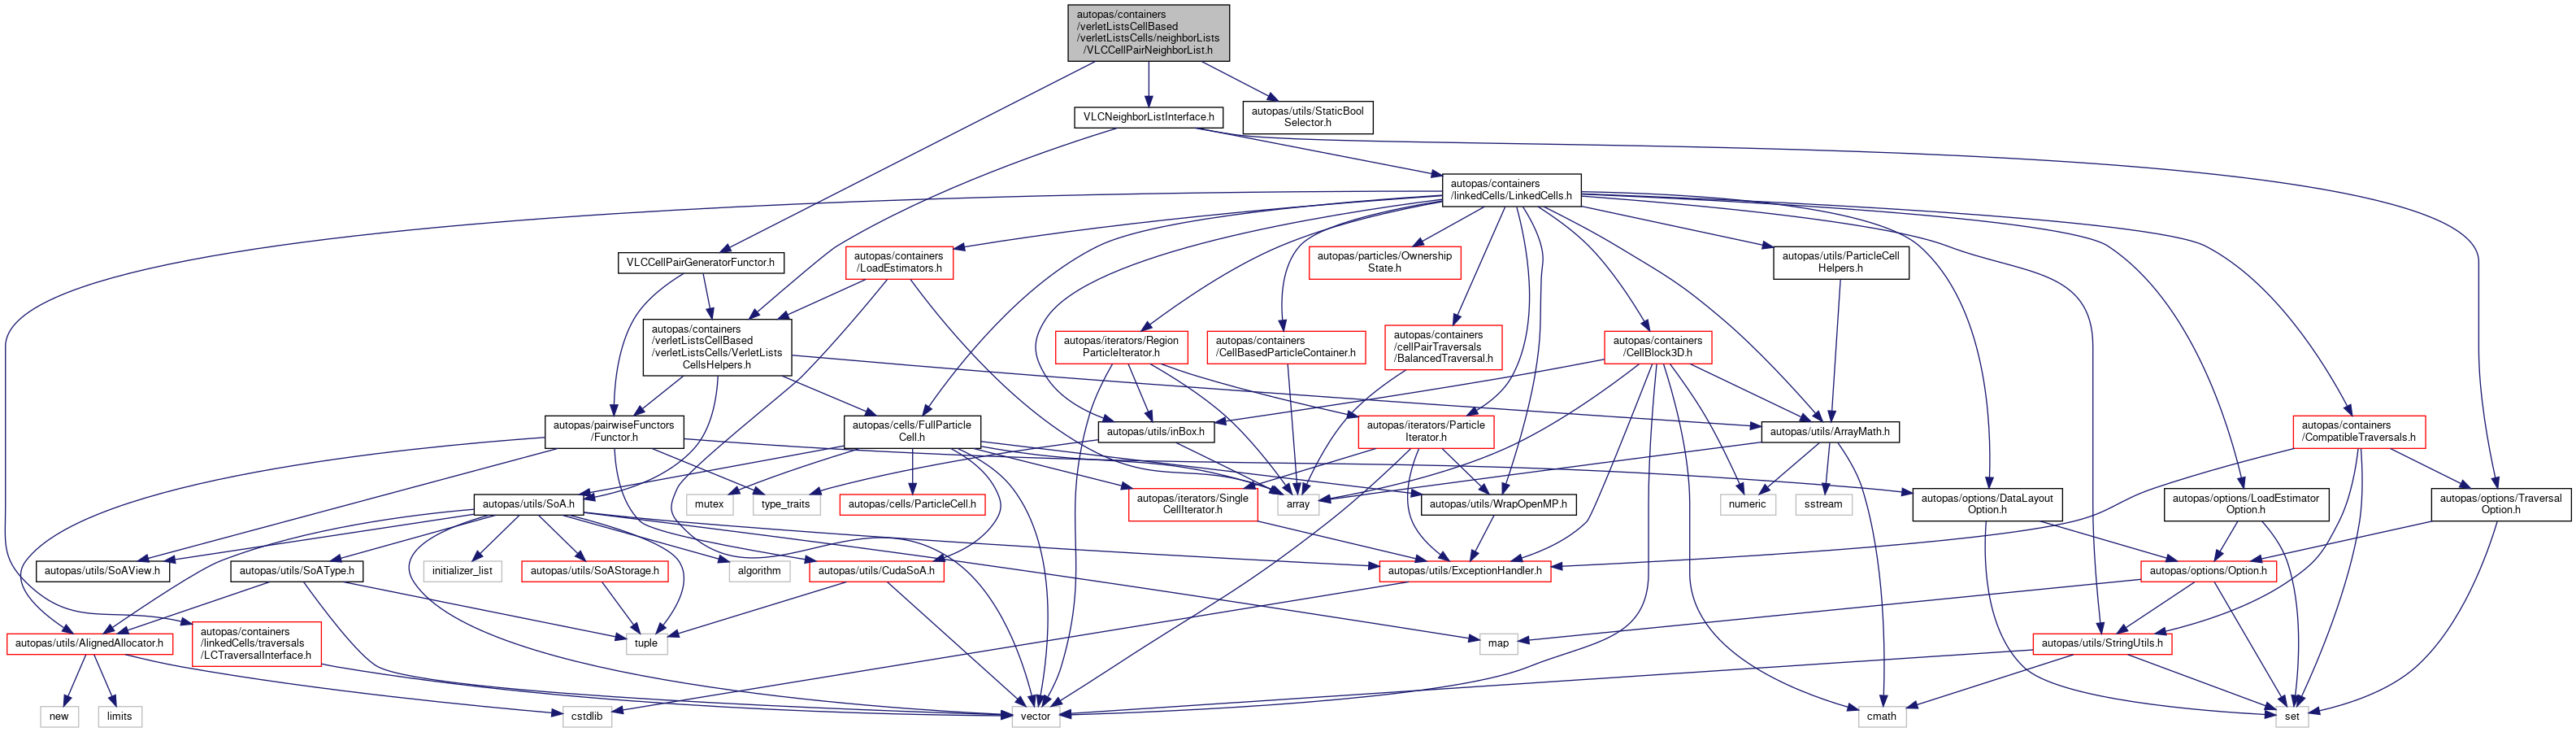 autopas/containers
/verletListsCellBased
/verletListsCells/neighborLists
/VLCCellPairNeighborList.h
VLCNeighborListInterface.h
autopas/utils/StaticBool
Selector.h
autopas/containers
/linkedCells/LinkedCells.h
VLCCellPairGeneratorFunctor.h
autopas/containers
/LoadEstimators.h
autopas/particles/Ownership
State.h
autopas/utils/ParticleCell
Helpers.h
autopas/containers
/verletListsCellBased
/verletListsCells/VerletLists
CellsHelpers.h
autopas/iterators/Region
ParticleIterator.h
autopas/containers
/CellBasedParticleContainer.h
autopas/containers
/cellPairTraversals
/BalancedTraversal.h
autopas/containers
/CellBlock3D.h
autopas/pairwiseFunctors
/Functor.h
autopas/cells/FullParticle
Cell.h
autopas/utils/inBox.h
autopas/iterators/Particle
Iterator.h
autopas/utils/ArrayMath.h
autopas/containers
/CompatibleTraversals.h
autopas/utils/SoA.h
mutex
type_traits
autopas/cells/ParticleCell.h
autopas/iterators/Single
CellIterator.h
array
autopas/utils/WrapOpenMP.h
numeric
sstream
autopas/options/DataLayout
Option.h
autopas/options/LoadEstimator
Option.h
autopas/options/Traversal
Option.h
autopas/utils/SoAView.h
autopas/utils/SoAType.h
initializer_list
autopas/utils/SoAStorage.h
algorithm
autopas/utils/CudaSoA.h
autopas/utils/ExceptionHandler.h
autopas/options/Option.h
autopas/utils/AlignedAllocator.h
autopas/containers
/linkedCells/traversals
/LCTraversalInterface.h
tuple
map
autopas/utils/StringUtils.h
new
limits
cstdlib
vector
cmath
set